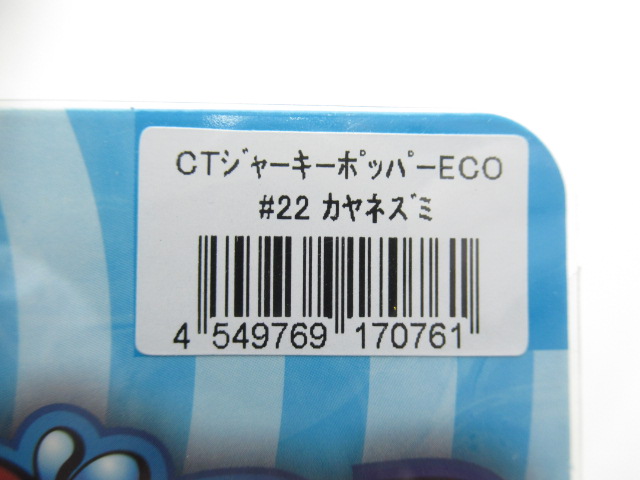 CTｼﾞｬｰｷｰﾎﾟｯﾊﾟｰECO
#22 ｶﾔﾈｽﾞﾐ
4 549769 170761